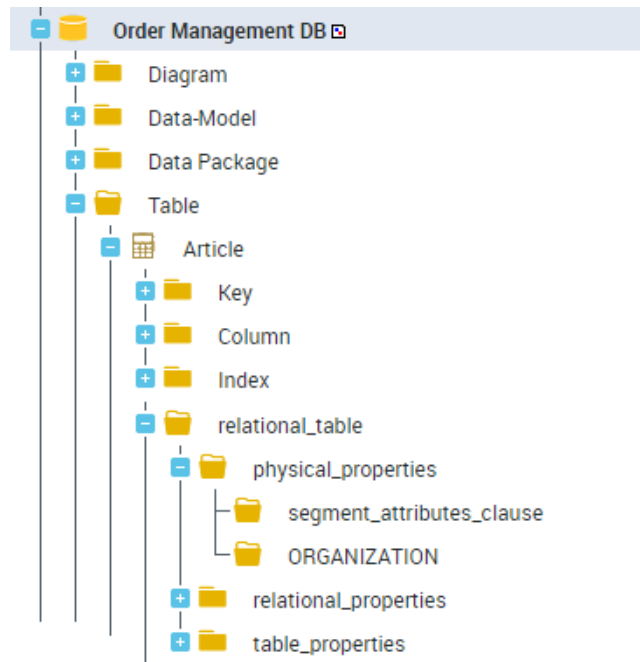 Order Management DB
Diagram
Data-Model
Data Package
Table
Article
Key
Column
Index
relational_table
physical_properties
segment_attributes_clause
ORGANIZATION
relational_properties
table_properties